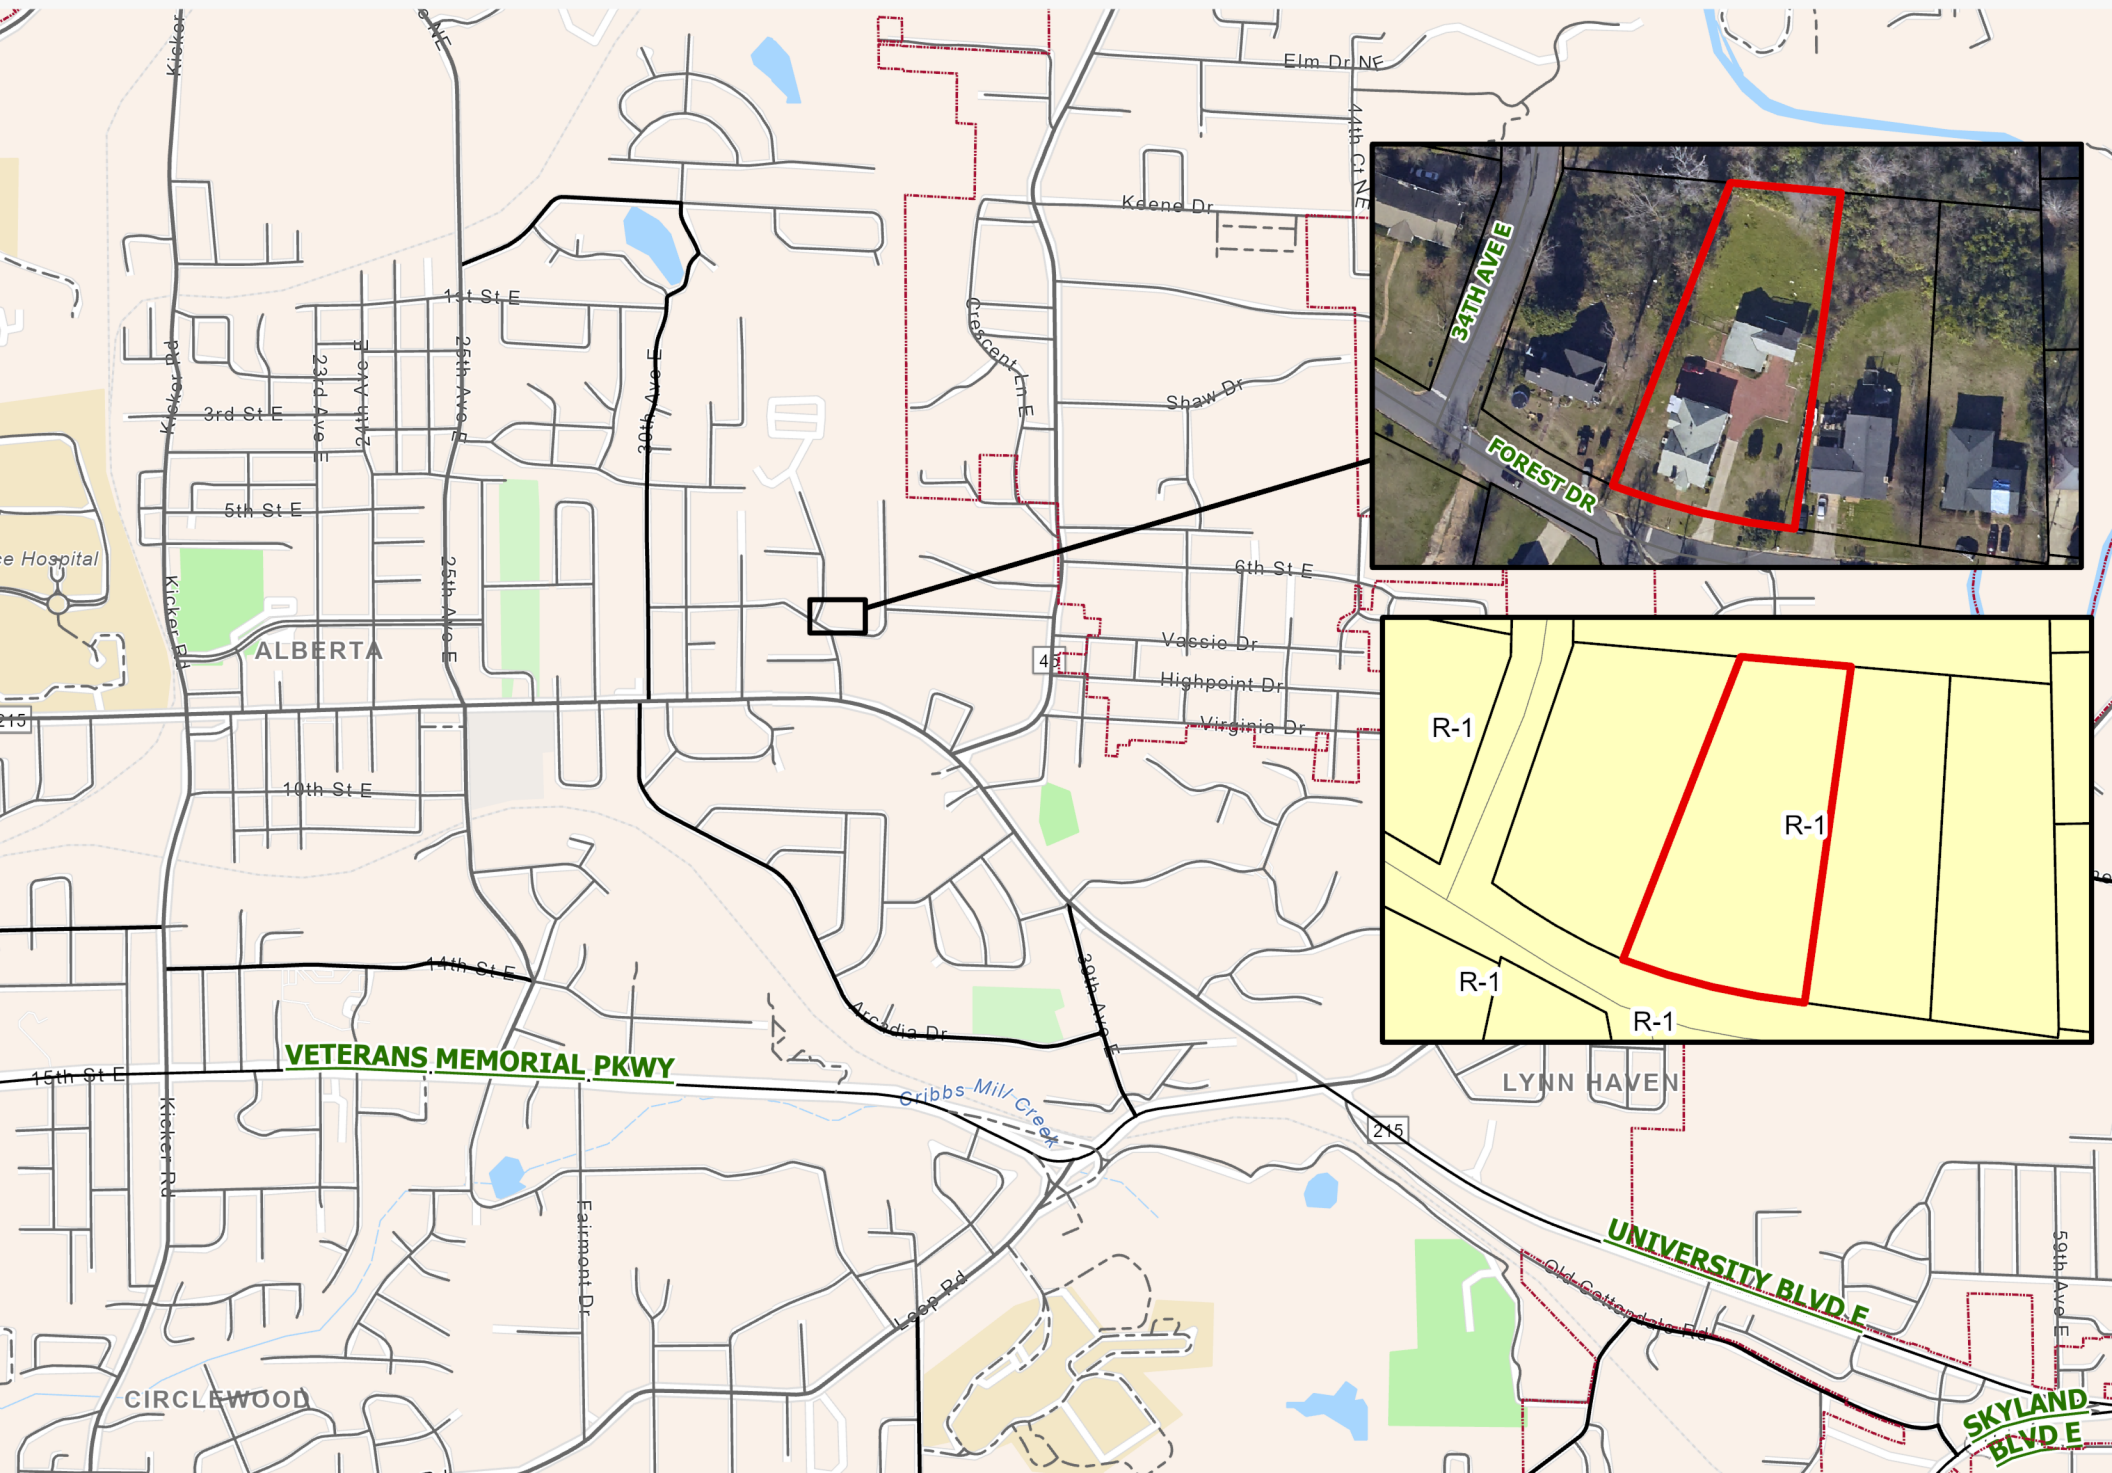 Kicker
e NE
Elm Dr NE
44th Ct NE
Keene Dr
34TH AVE E
FOREST DR
1st St E
Kicker Rd
23rd Ave E
24th Ave E
25th Ave E
30th Ave E
Crescent Ln E
Shaw Dr
3rd St E
5th St E
ce Hospital
25th Ave E
6th St E
Kicker Rd
ALBERTA
Vassie Dr
45
Highpoint Dr
215
Virginia Dr
R-1
R-1
R-1
R-1
10th St E
14th St E
39th Ave E
Arcadia Dr
VETERANS MEMORIAL PKWY
15th St E
Cribbs Mill Creek
LYNN HAVEN
215
Kicker Rd
Fairmont Dr
UNIVERSITY BLVD E
Old Cottondale Rd
59th Ave E
Loop Rd
CIRCLEWOOD
SKYLAND
BLVD E